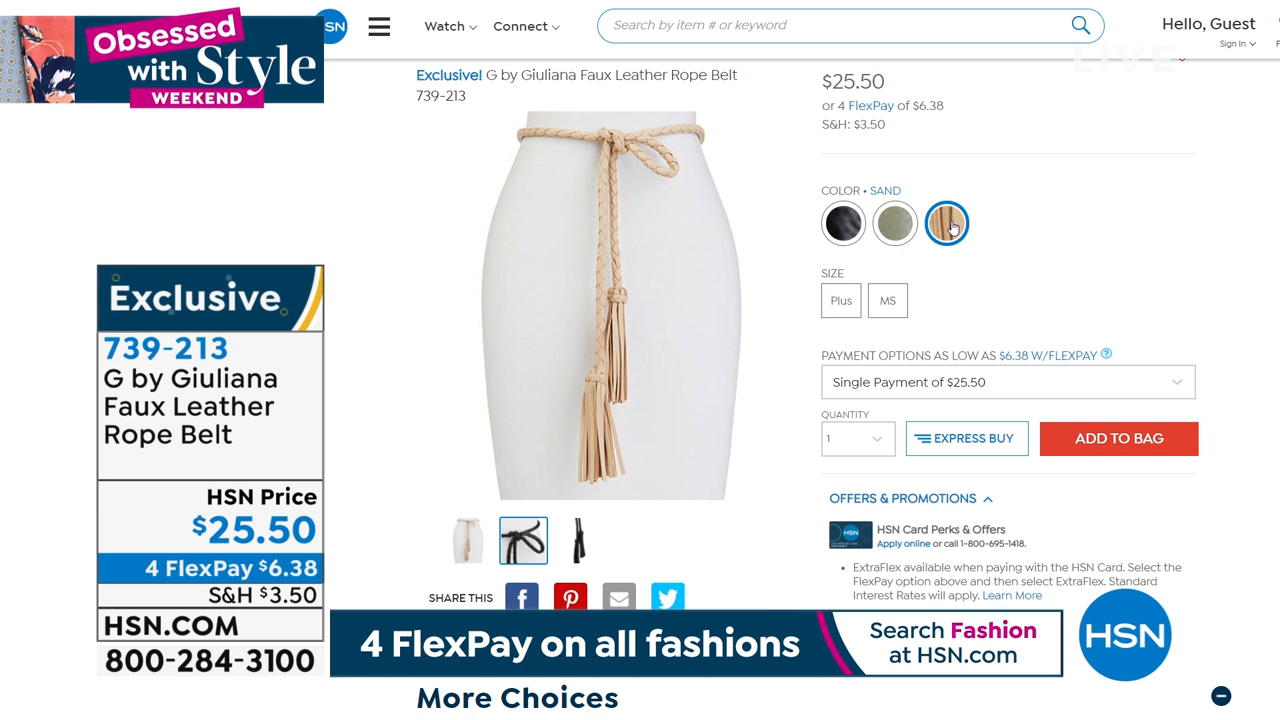 Obsessed
with Style
WEEKEND
SN
Watch
Connect
Search by item # or keyword
Hello, Guest
Sign In
LIVE
Exclusive! G by Giuliana Faux Leather Rope Belt
739-213
$25.50
or 4 FlexPay of $6.38
S&H: $3.50
COLOR • SAND
SIZE
Plus
MS
PAYMENT OPTIONS AS LOW AS $6.38 W/FLEXPAY ?
Single Payment of $25.50
QUANTITY
1
EXPRESS BUY
ADD TO BAG
OFFERS & PROMOTIONS
HSN Card Perks & Offers
Apply online or call 1-800-695-1418.
• ExtraFlex available when paying with the HSN Card. Select the
FlexPay option above and then select ExtraFlex. Standard
Interest Rates will apply. Learn More
SHARE THIS
Exclusive
739-213
G by Giuliana
Faux Leather
Rope Belt
HSN Price
$25.50
4 FlexPay $6.38
S&H $3.50
HSN.COM
800-284-3100
4 FlexPay on all fashions
Search Fashion
at HSN.com
HSN
More Choices